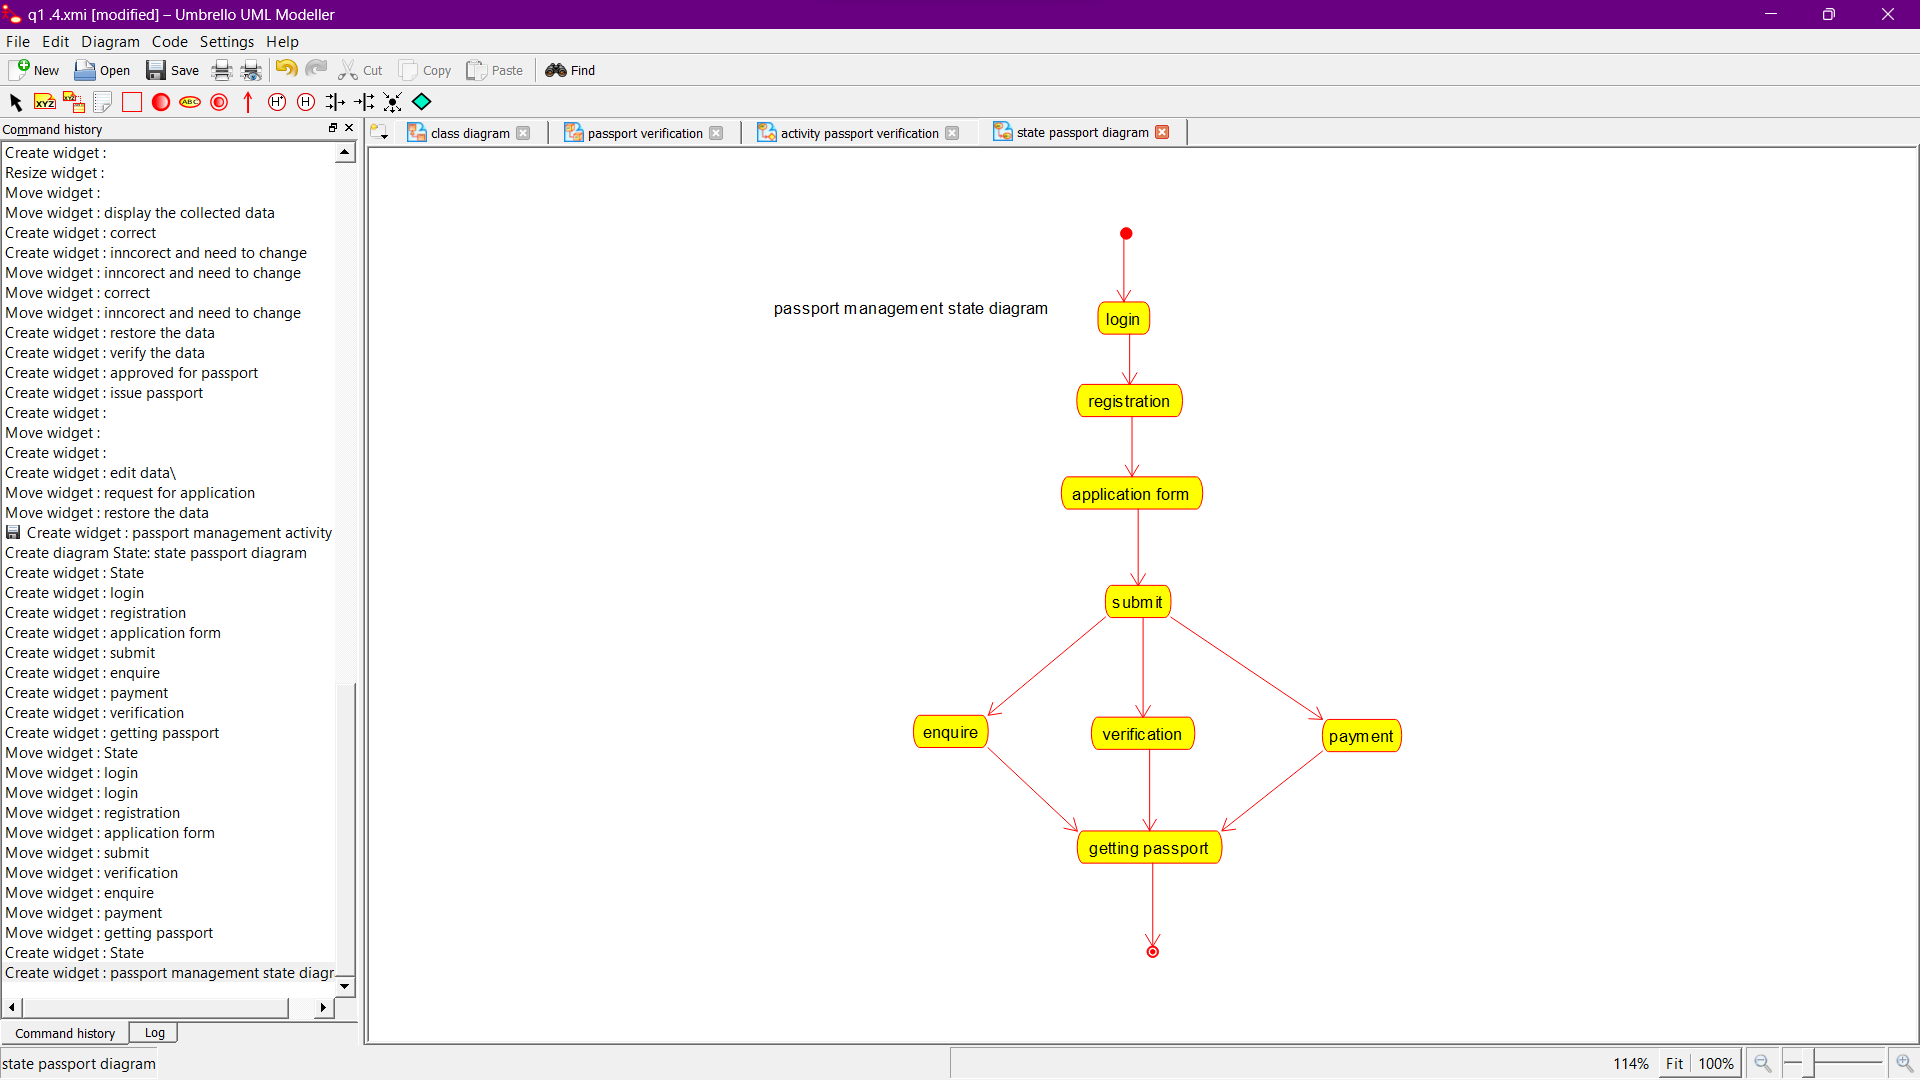 q1 .4.xmi [modified] – Umbrello UML Modeller
File Edit Diagram Code Settings Help
New Open Save Cut Copy Paste Find
XYZ XYZ ABC H* H
Command history
class diagram passport verification activity passport verification state passport diagram
Create widget :
Resize widget :
Move widget :
Move widget : display the collected data
Create widget : correct
Create widget : inncorect and need to change
Move widget : inncorect and need to change
Move widget : correct
Move widget : inncorect and need to change
Create widget : restore the data
Create widget : verify the data
Create widget : approved for passport
Create widget : issue passport
Create widget :
Move widget :
Create widget :
Create widget : edit data\
Move widget : request for application
Move widget : restore the data
Create widget : passport management activity
Create diagram State: state passport diagram
Create widget : State
Create widget : login
Create widget : registration
Create widget : application form
Create widget : submit
Create widget : enquire
Create widget : payment
Create widget : verification
Create widget : getting passport
Move widget : State
Move widget : login
Move widget : login
Move widget : registration
Move widget : application form
Move widget : submit
Move widget : verification
Move widget : enquire
Move widget : payment
Move widget : getting passport
Create widget : State
Create widget : passport management state diagr
Command history Log
passport management state diagram
login
registration
application form
submit
enquire verification payment
getting passport
state passport diagram
114% Fit 100%